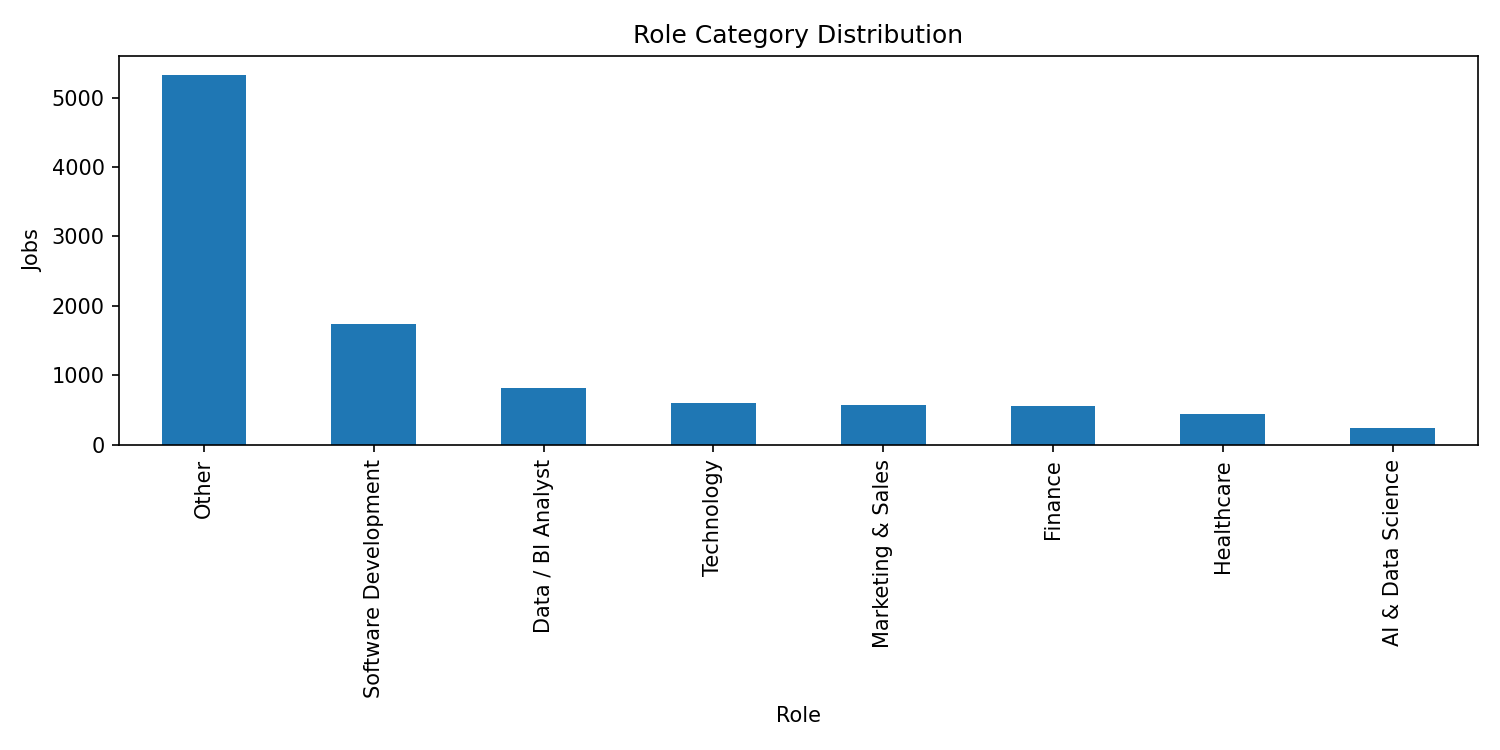 Role Category Distribution
Jobs
5000
4000
3000
2000
1000
0
Other
Software Development
Data / BI Analyst
Technology
Marketing & Sales
Finance
Healthcare
AI & Data Science
Role